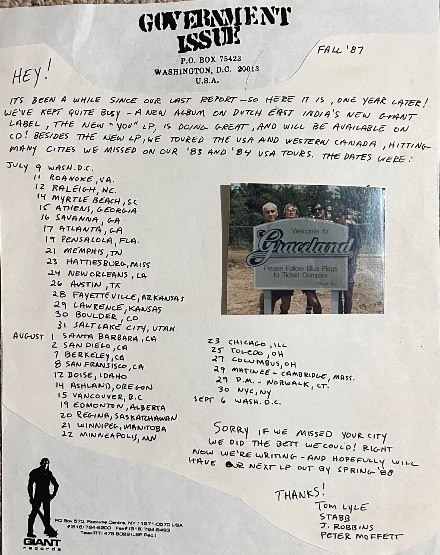 GOVERNMENT
ISSUE
P.O. BOX 75423
WASHINGTON, D.C. 20013
U.S.A.
FALL '87
HEY!
IT'S BEEN A WHILE SINCE OUR LAST REPORT - SO HERE IT IS, ONE YEAR LATER!
WE'VE KEPT QUITE BUSY - A NEW ALBUM ON DUTCH EAST INDIA'S NEW GIANT
LABEL, THE NEW "YOU" LP, IS DOING GREAT, AND WILL BE AVAILABLE ON
CD! BESIDES THE NEW LP, WE TOURED THE USA AND WESTERN CANADA, HITTING
MANY CITIES WE MISSED ON OUR '83 AND '84 USA TOURS. THE DATES WERE:
JULY 9 WASH. D.C.
11 ROANOKE, VA.
12 RALEIGH, NC.
14 MYRTLE BEACH, SC
15 ATHENS, GEORGIA
16 SAVANNA, GA
17 ATLANTA, GA
19 PENSALOLA, FLA.
21 MEMPHIS, TN
23 HATTIESBURG, MISS
24 NEW ORLEANS, LA
26 AUSTIN, TX
28 FAYETTEVILLE, ARKANSAS
29 LAWRENCE, KANSAS
30 BOULDER, CO
31 SALT LAKE CITY, UTAH
AUGUST 1 SANTA BARBARA, CA
2 SAN DIEGO, CA
7 BERKELEY, CA
8 SAN FRANSISCO, CA
12 BOISE, IDAHO
14 ASHLAND, OREGON
15 VANCOUVER, B.C
19 EDMONTON, ALBERTA
20 REGINA, SASKATCHAWAN
21 WINNIPEG, MANITOBA
22 MINNEAPOLIS, MN
Welcome to
Graceland
Please Follow Blue Flags
to Ticket Complex
23 CHICAGO, ILL
25 TOLEDO, OH
27 COLUMBUS, OH
29 MATINEE - CAMBRIDGE, MASS.
29 P.M. - NORWALK, CT.
30 NYC, NY
SEPT 6 WASH. D.C.
SORRY IF WE MISSED YOUR CITY
WE DID THE BEST WE COULD! RIGHT
NOW WE'RE WRITING - AND HOPEFULLY WILL
HAVE OUR NEXT LP OUT BY SPRING '88
THANKS!
TOM LYLE
STABB
J. ROBBINS
PETER MOFFETT
GIANT
records